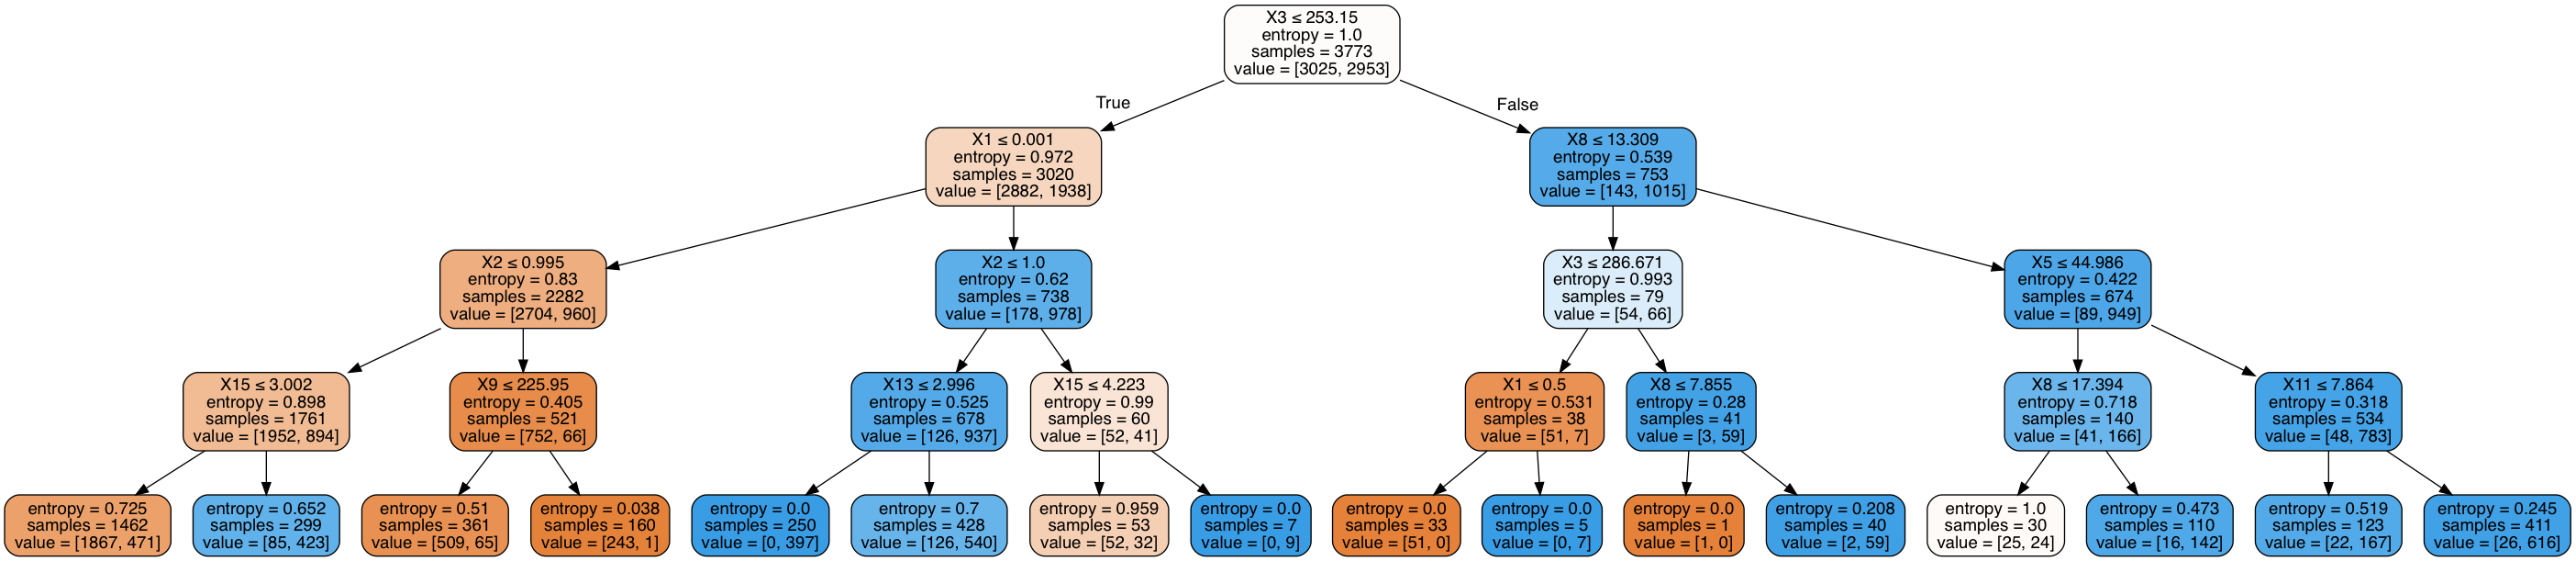 X3 ≤ 253.15
entropy = 1.0
samples = 3773
value = [3025, 2953]
True
False
X1 ≤ 0.001
entropy = 0.972
samples = 3020
value = [2882, 1938]
X8 ≤ 13.309
entropy = 0.539
samples = 753
value = [143, 1015]
X2 ≤ 0.995
entropy = 0.83
samples = 2282
value = [2704, 960]
X2 ≤ 1.0
entropy = 0.62
samples = 738
value = [178, 978]
X3 ≤ 286.671
entropy = 0.993
samples = 79
value = [54, 66]
X5 ≤ 44.986
entropy = 0.422
samples = 674
value = [89, 949]
X15 ≤ 3.002
entropy = 0.898
samples = 1761
value = [1952, 894]
X9 ≤ 225.95
entropy = 0.405
samples = 521
value = [752, 66]
X13 ≤ 2.996
entropy = 0.525
samples = 678
value = [126, 937]
X15 ≤ 4.223
entropy = 0.99
samples = 60
value = [52, 41]
X1 ≤ 0.5
entropy = 0.531
samples = 38
value = [51, 7]
X8 ≤ 7.855
entropy = 0.28
samples = 41
value = [3, 59]
X8 ≤ 17.394
entropy = 0.718
samples = 140
value = [41, 166]
X11 ≤ 7.864
entropy = 0.318
samples = 534
value = [48, 783]
entropy = 0.725
samples = 1462
value = [1867, 471]
entropy = 0.652
samples = 299
value = [85, 423]
entropy = 0.51
samples = 361
value = [509, 65]
entropy = 0.038
samples = 160
value = [243, 1]
entropy = 0.0
samples = 250
value = [0, 397]
entropy = 0.7
samples = 428
value = [126, 540]
entropy = 0.959
samples = 53
value = [52, 32]
entropy = 0.0
samples = 7
value = [0, 9]
entropy = 0.0
samples = 33
value = [51, 0]
entropy = 0.0
samples = 5
value = [0, 7]
entropy = 0.0
samples = 1
value = [1, 0]
entropy = 0.208
samples = 40
value = [2, 59]
entropy = 1.0
samples = 30
value = [25, 24]
entropy = 0.473
samples = 110
value = [16, 142]
entropy = 0.519
samples = 123
value = [22, 167]
entropy = 0.245
samples = 411
value = [26, 616]